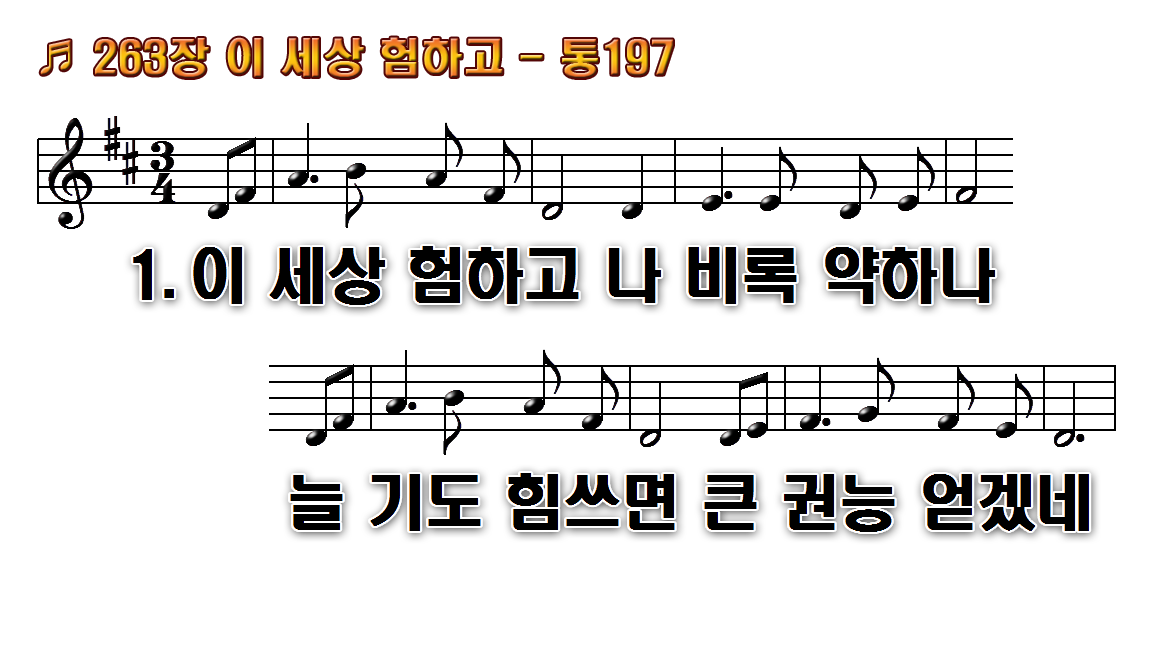 ♬ 263장 이 세상 험하고 - 통197
3
4
1. 이 세상 험하고 나 비록 약하나
늘 기도 힘쓰면 큰 권능 얻겠네